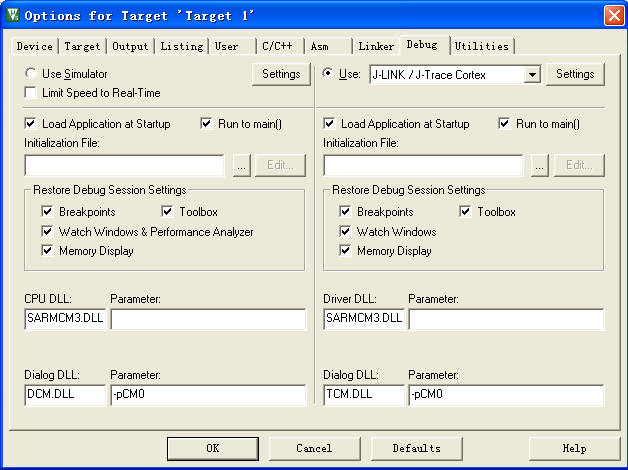 Options for Target 'Target 1'
Device Target Output Listing User C/C++ Asm Linker Debug Utilities
Use Simulator Settings
Limit Speed to Real-Time
Use: J-LINK / J-Trace Cortex Settings
Load Application at Startup Run to main()
Initialization File:
... Edit...
Restore Debug Session Settings
Breakpoints Toolbox
Watch Windows & Performance Analyzer
Memory Display
Load Application at Startup Run to main()
Initialization File:
... Edit...
Restore Debug Session Settings
Breakpoints Toolbox
Watch Windows
Memory Display
CPU DLL: Parameter:
SARMCM3.DLL
Driver DLL: Parameter:
SARMCM3.DLL
Dialog DLL: Parameter:
DCM.DLL -pCM0
Dialog DLL: Parameter:
TCM.DLL -pCM0
OK Cancel Defaults Help